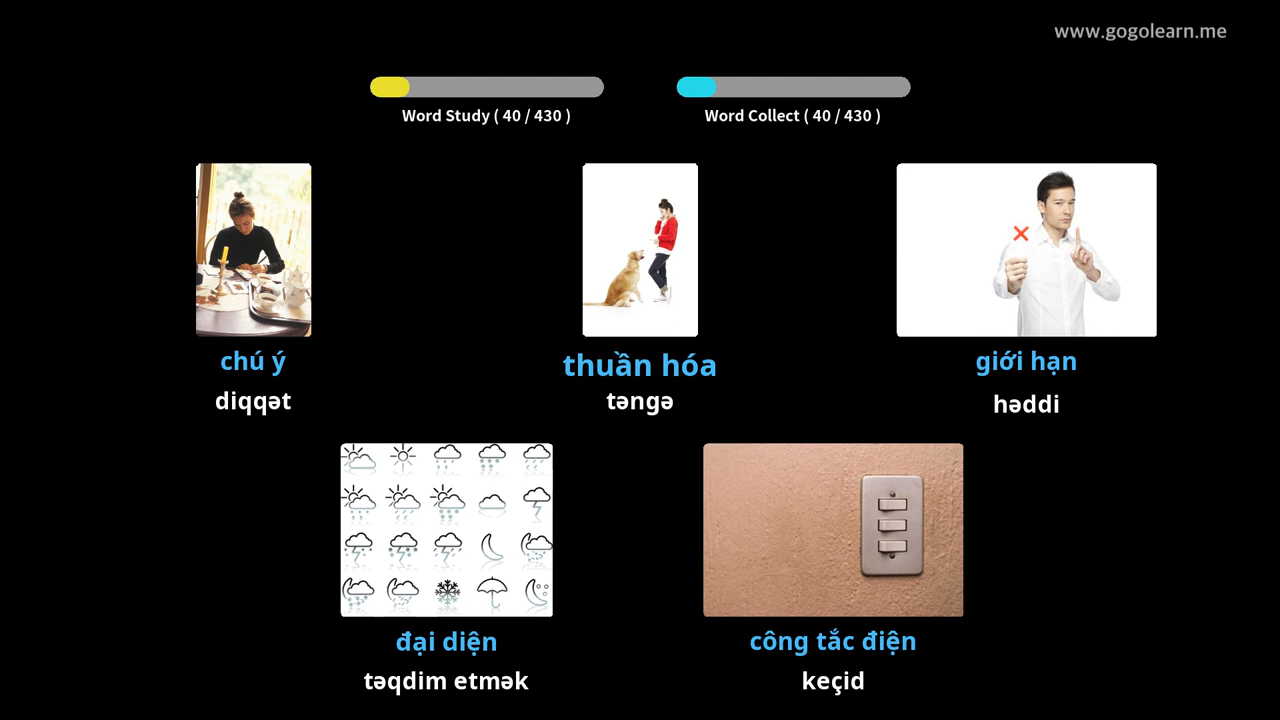 www.gogolearn.me
Word Study ( 40 / 430 )
Word Collect ( 40 / 430 )
chú ý
diqqət
thuần hóa
təngə
giới hạn
həddi
đại diện
təqdim etmək
công tắc điện
keçid